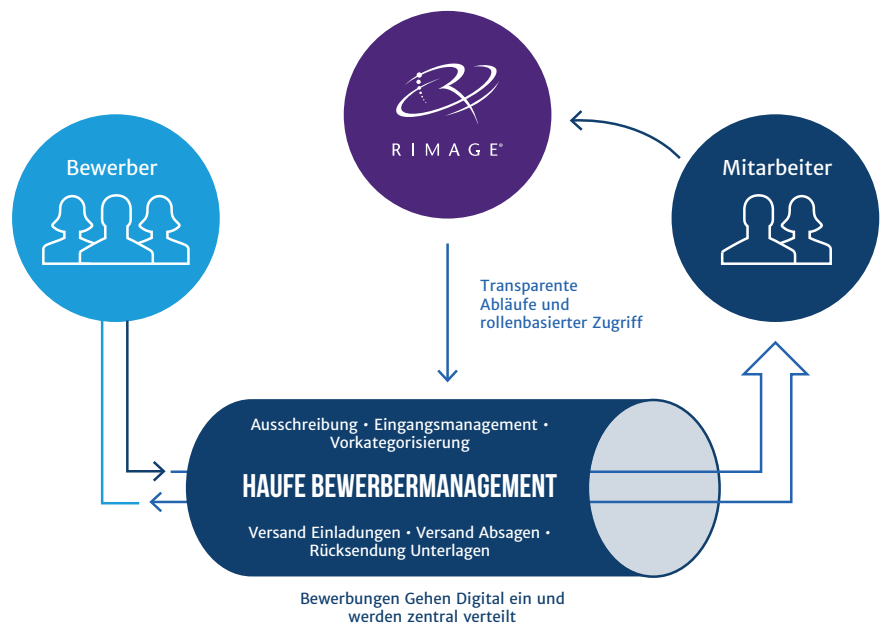 Bewerber
RIMAGE®
Mitarbeiter
Transparente
Abläufe und
rollenbasierter Zugriff
Ausschreibung • Eingangsmanagement •
Vorkategorisierung
HAUFE BEWERBERMANAGEMENT
Versand Einladungen • Versand Absagen •
Rücksendung Unterlagen
Bewerbungen Gehen Digital ein und
werden zentral verteilt